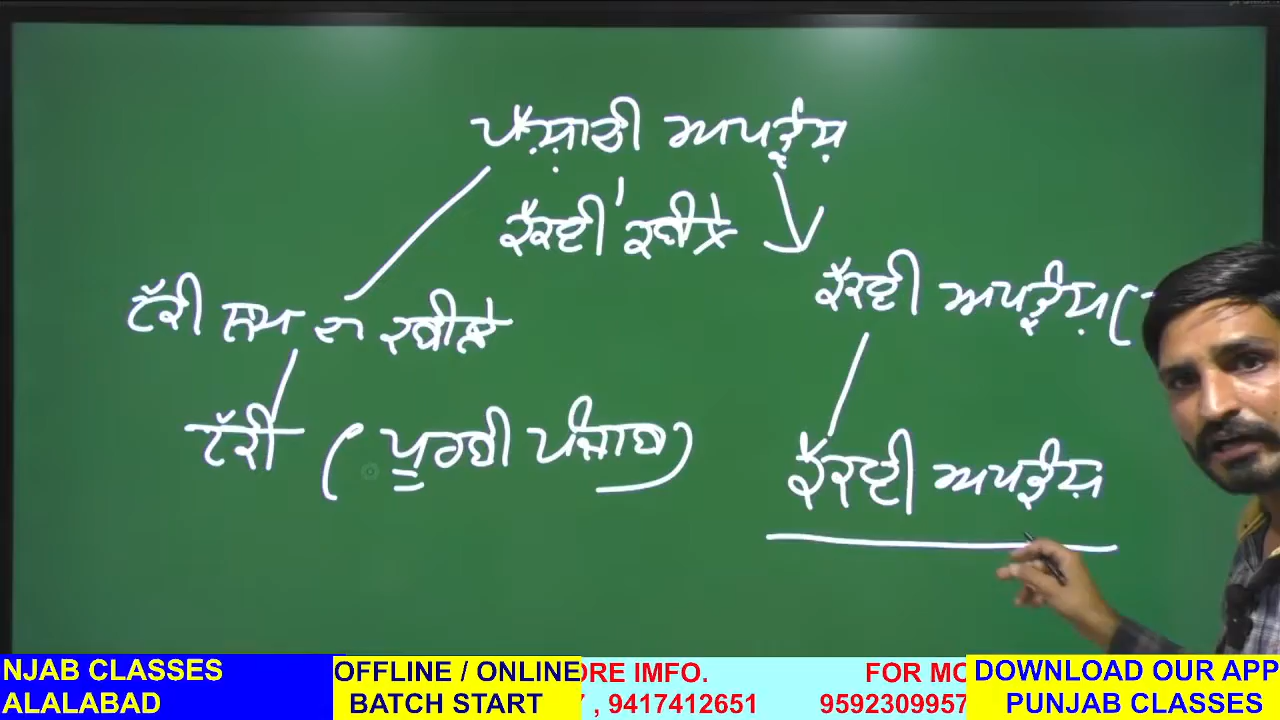 ਪੈਸ਼ਾਚੀ ਅਪਭ੍ਰੰਸ਼
ਕੈਕਈ ਕਬੀਲੇ
ਟੱਕੀ ਨਾਮ ਦਾ ਕਬੀਲੇ
ਕੈਕਈ ਅਪਭ੍ਰੰਸ਼ (
ਟੱਕੀ ( ਪੂਰਬੀ ਪੰਜਾਬ)
ਕੈਕਈ ਅਪਭ੍ਰੰਸ਼
NJAB CLASSES
ALALABAD
OFFLINE / ONLINE
BATCH START
ORE IMFO.
, 9417412651
FOR MO
9592309957
DOWNLOAD OUR APP
PUNJAB CLASSES